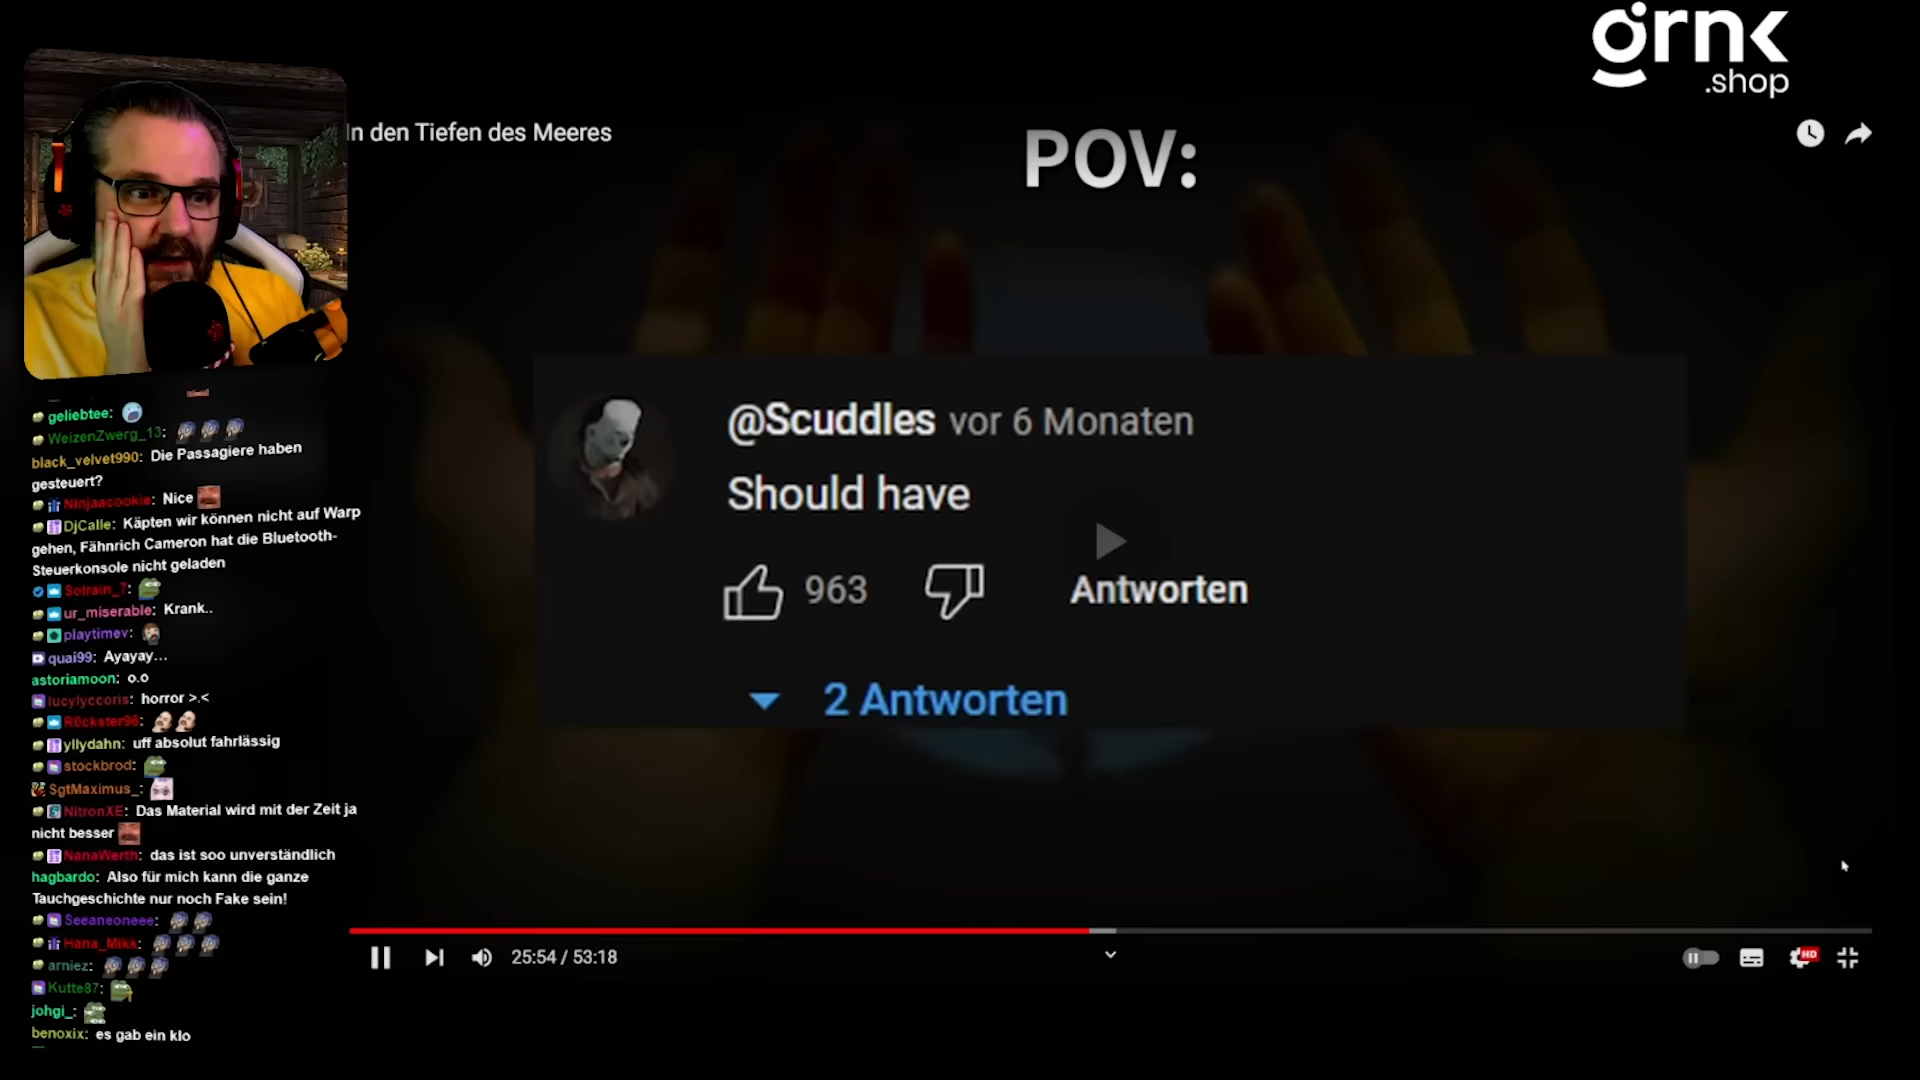 grnk
.shop
In den Tiefen des Meeres
POV:
@Scuddles vor 6 Monaten
Should have
963 Antworten
2 Antworten
geliebtee:
WeizenZwerg_13:
black_velvet990: Die Passagiere haben
gesteuert?
Ninjaacookie: Nice
DjCalle: Käpten wir können nicht auf Warp
gehen, Fähnrich Cameron hat die Bluetooth-
Steuerkonsole nicht geladen
Solrain_7:
ur_miserable: Krank..
playtimev:
quai99: Ayayay...
astoriamoon: o.o
lucylyccoris: horror >.<
R0ckster96:
yllydahn: uff absolut fahrlässig
stockbrod:
SgtMaximus_:
NitronXE: Das Material wird mit der Zeit ja
nicht besser
NanaWerth: das ist soo unverständlich
hagbardo: Also für mich kann die ganze
Tauchgeschichte nur noch Fake sein!
Seeaneoneee:
Hana_Mikk:
arniez:
Kutte87:
johgi_:
benoxix: es gab ein klo
25:54 / 53:18
HD